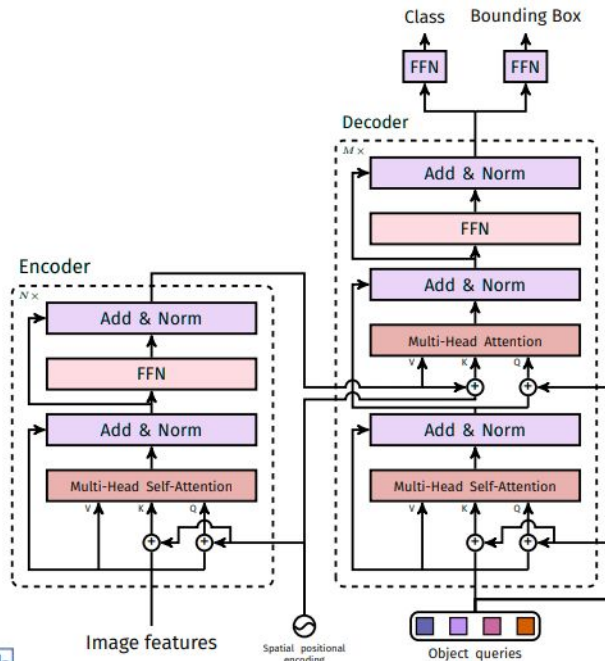 Class
Bounding Box
FFN
FFN
Decoder
M ×
Add & Norm
FFN
Add & Norm
Multi-Head Attention
V
K
Q
Add & Norm
Multi-Head Self-Attention
V
K
Q
Object queries
Encoder
N ×
Add & Norm
FFN
Add & Norm
Multi-Head Self-Attention
V
K
Q
Image features
Spatial positional
encoding